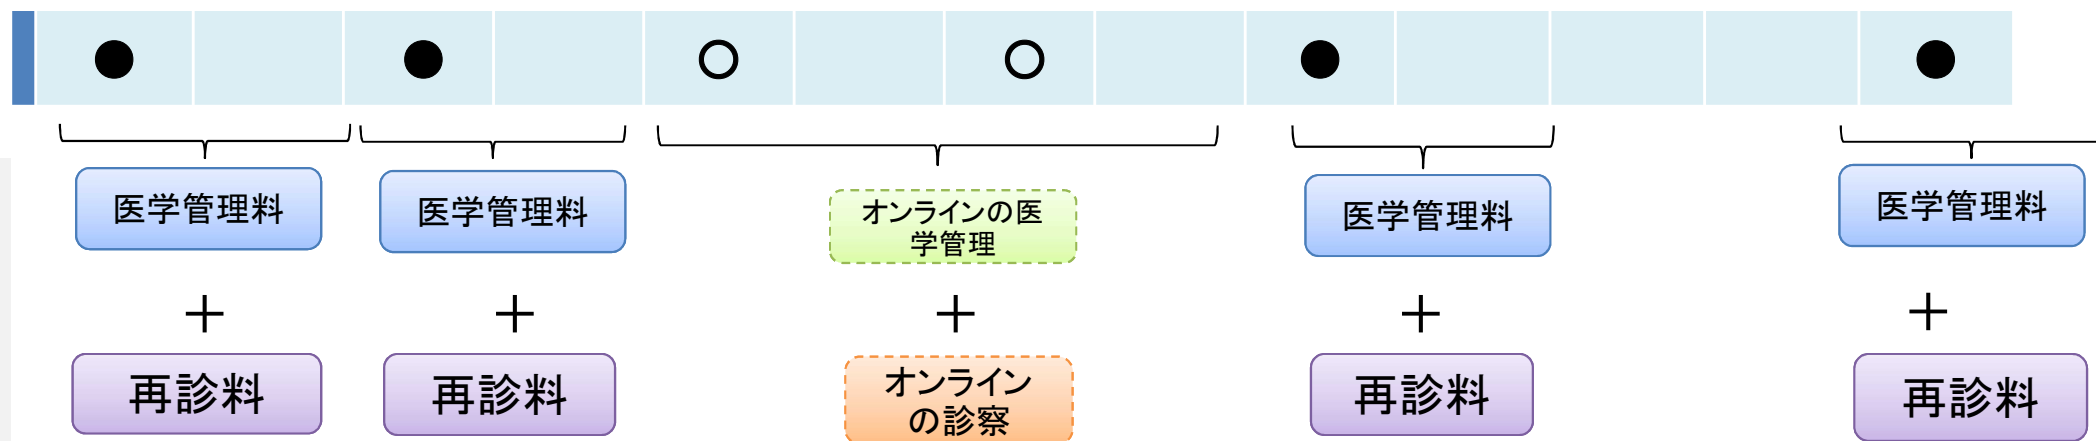 医学管理料
医学管理料
オンラインの医
学管理
医学管理料
医学管理料
＋
＋
＋
＋
＋
再診料
再診料
オンライン
の診察
再診料
再診料